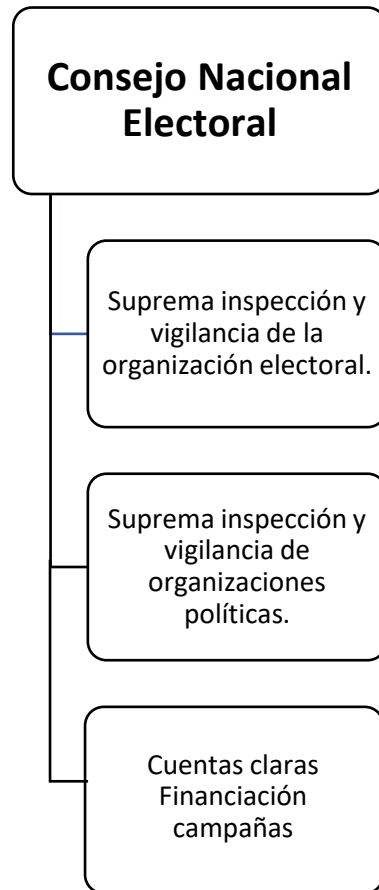 Consejo Nacional
Electoral
Suprema inspección y
vigilancia de la
organización electoral.
Suprema inspección y
vigilancia de
organizaciones
políticas.
Cuentas claras
Financiación
campañas